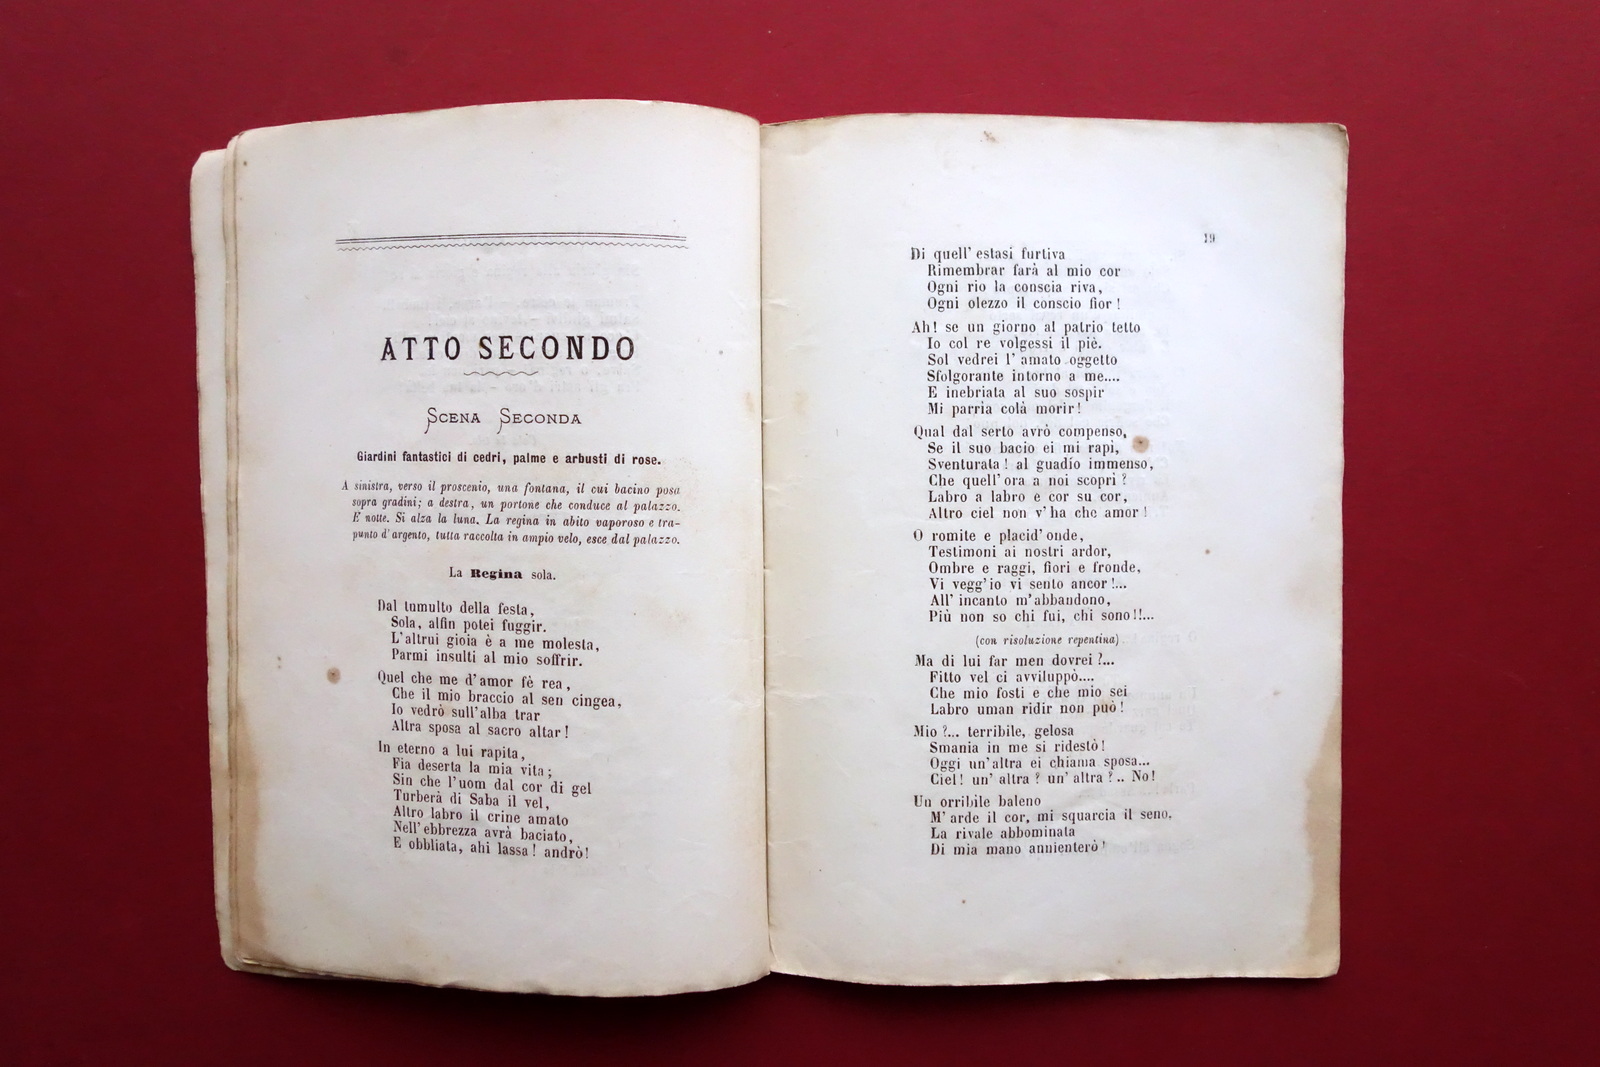 ATTO SECONDO
SCENA SECONDA
Giardini fantastici di cedri, palme e arbusti di rose.
A sinistra, verso il proscenio, una fontana, il cui bacino posa
sopra gradini; a destra, un portone che conduce al palazzo.
E' notte. Si alza la luna. La regina in abito vaporoso e tra-
punto d'argento, tutta raccolta in ampio velo, esce dal palazzo.
La Regina sola.
Dal tumulto della festa,
Sola, alfin potei fuggir.
L'altrui gioia è a me molesta,
Parmi insulti al mio soffrir.
Quel che me d'amor fè rea,
Che il mio braccio al sen cingea,
Io vedrò sull'alba trar
Altra sposa al sacro altar!
In eterno a lui rapita,
Fia deserta la mia vita;
Sin che l'uom dal cor di gel
Turberà di Saba il vel,
Altro labro il crine amato
Nell'ebbrezza avrà baciato,
E obbliata, ahi lassa! andrò!
19
Di quell'estasi furtiva
Rimembrar farà al mio cor
Ogni rio la conscia riva,
Ogni olezzo il conscio fior!
Ah! se un giorno al patrio tetto
Io col re volgessi il piè.
Sol vedrei l'amato oggetto
Sfolgorante intorno a me....
E inebriata al suo sospir
Mi parria colà morir!
Qual dal serto avrò compenso,
Se il suo bacio ei mi rapì,
Sventurata! al guadío immenso,
Che quell'ora a noi scoprì?
Labro a labro e cor su cor,
Altro ciel non v'ha che amor!
O romite e placid'onde,
Testimoni ai nostri ardor,
Ombre e raggi, fiori e fronde,
Vi vegg'io vi sento ancor!...
All'incanto m'abbandono,
Più non so chi fui, chi sono!!...
(con risoluzione repentina)
Ma di lui far men dovrei?...
Fitto vel ci avviluppò....
Che mio fosti e che mio sei
Labro uman ridir non può!
Mio?... terribile, gelosa
Smania in me si ridestò!
Oggi un'altra ei chiama sposa...
Ciel! un'altra? un'altra?.. No!
Un orribile baleno
M'arde il cor, mi squarcia il seno,
La rivale abbominata
Di mia mano annienterò!